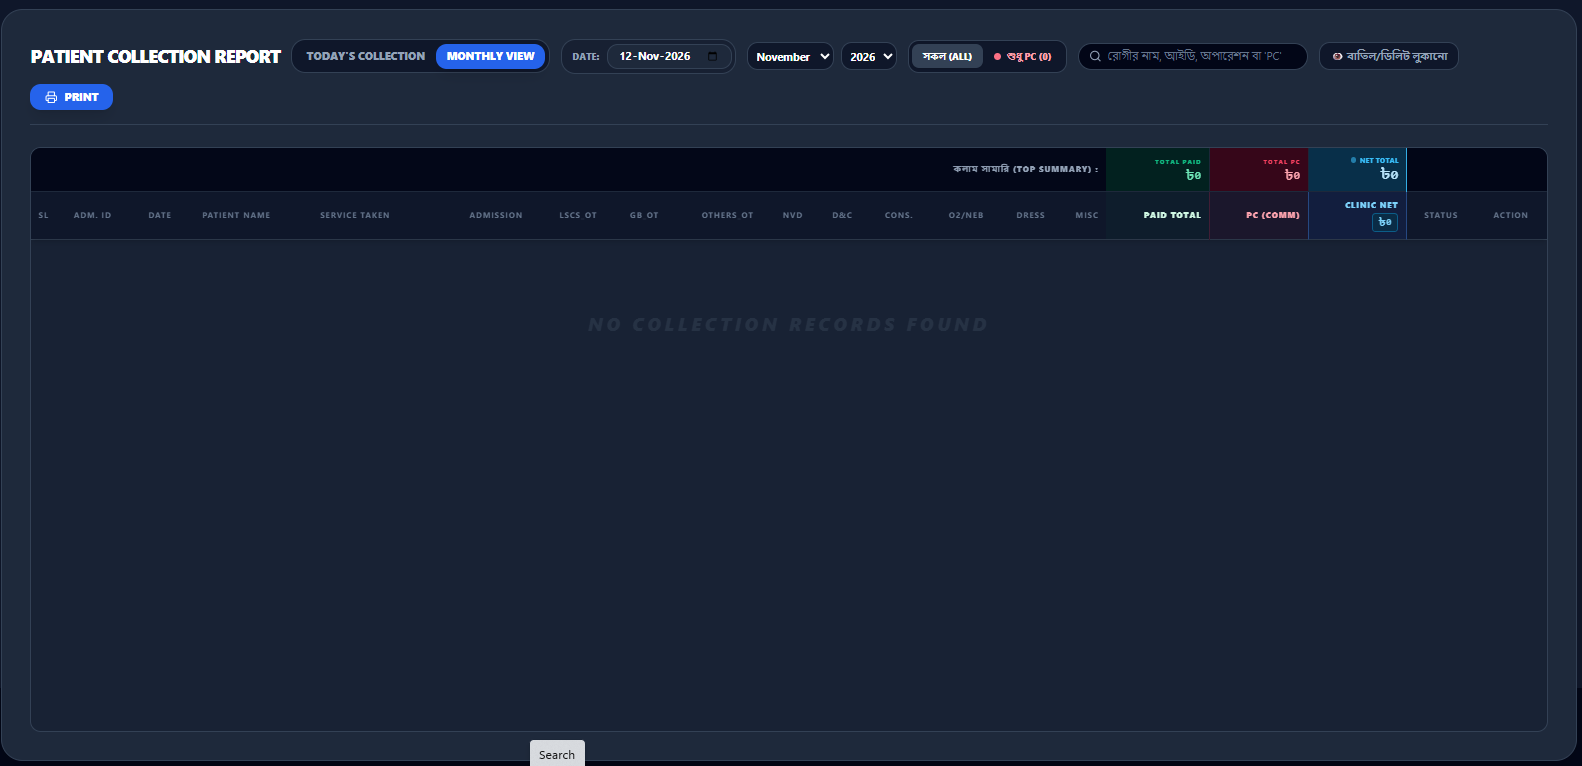 PATIENT COLLECTION REPORT TODAY'S COLLECTION MONTHLY VIEW DATE: 12-Nov-2026 November 2026 সকল (ALL) শুধু PC (0) রোগীর নাম, আইডি, অপারেশন বা 'PC' বাতিল/ডিলিট লুকানো
PRINT
কলাম সামারি (TOP SUMMARY) : TOTAL PAID ৳0 TOTAL PC ৳0 NET TOTAL ৳0
SL ADM. ID DATE PATIENT NAME SERVICE TAKEN ADMISSION LSCS OT GB OT OTHERS OT NVD D&C CONS. O2/NEB DRESS MISC PAID TOTAL PC (COMM) CLINIC NET ৳0 STATUS ACTION
NO COLLECTION RECORDS FOUND
Search